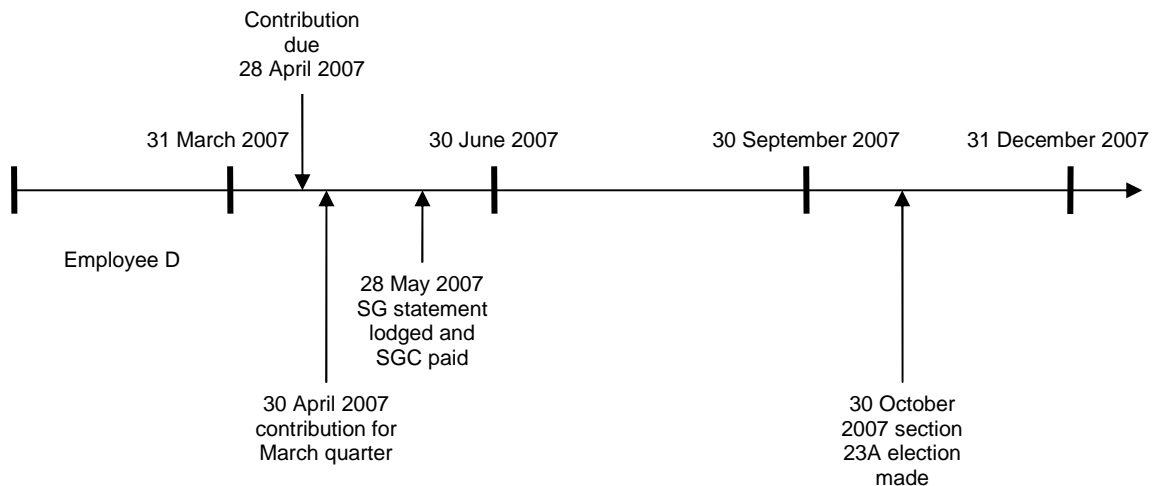 Contribution
due
28 April 2007
31 March 2007
30 June 2007
30 September 2007
31 December 2007
Employee D
28 May 2007
SG statement
lodged and
SGC paid
30 April 2007
contribution for
March quarter
30 October
2007 section
23A election
made